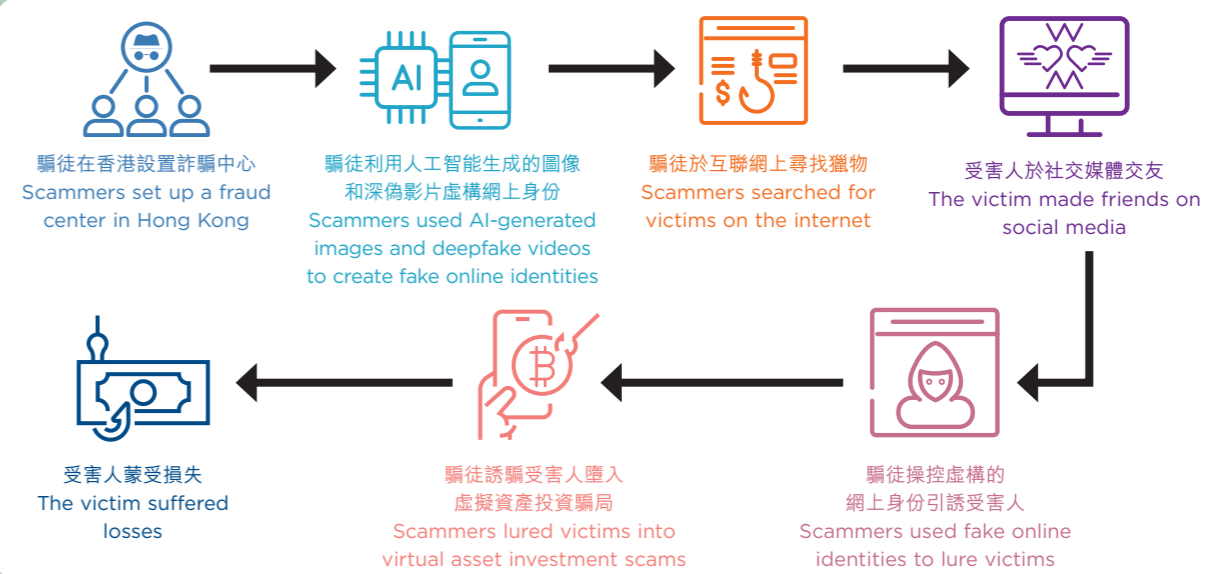 AI
$
騙徒在香港設置詐騙中心
Scammers set up a fraud
center in Hong Kong
騙徒利用人工智能生成的圖像
和深偽影片虛構網上身份
Scammers used AI-generated
images and deepfake videos
to create fake online identities
騙徒於互聯網上尋找獵物
Scammers searched for
victims on the internet
受害人於社交媒體交友
The victim made friends on
social media
騙徒操控虛構的
網上身份引誘受害人
Scammers used fake online
identities to lure victims
騙徒誘騙受害人墮入
虛擬資產投資騙局
Scammers lured victims into
virtual asset investment scams
受害人蒙受損失
The victim suffered
losses